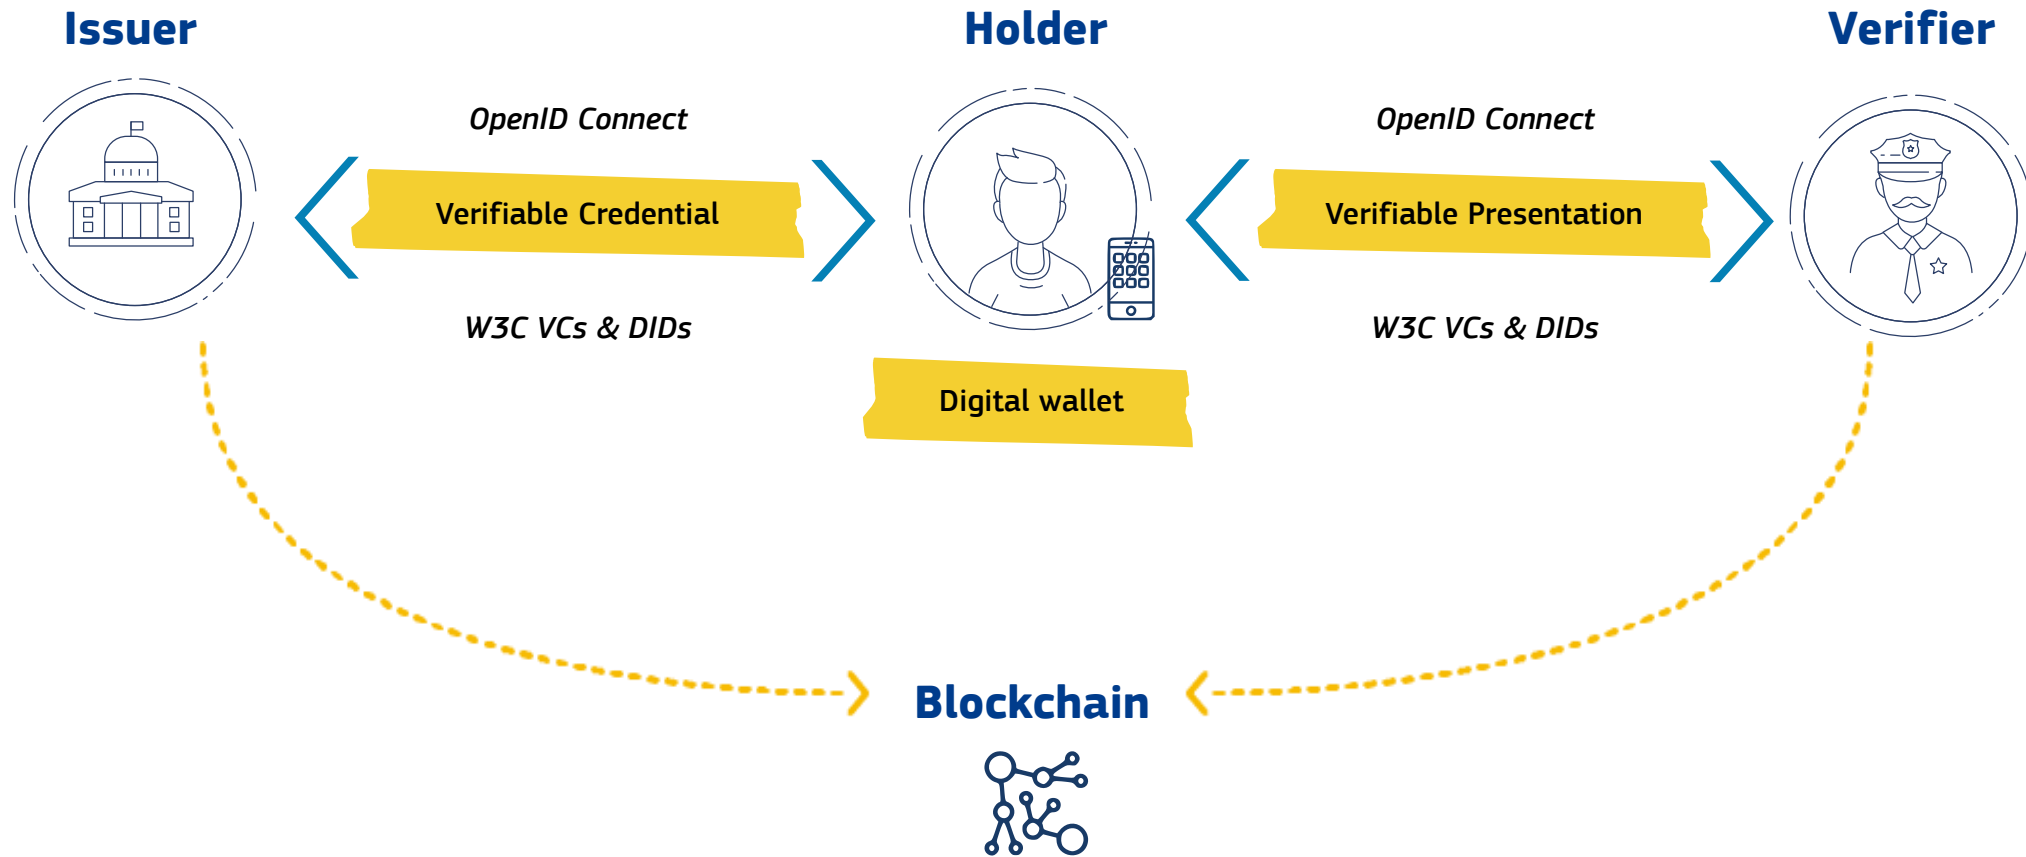 Issuer
Holder
Verifier
OpenID Connect
OpenID Connect
Verifiable Credential
Verifiable Presentation
W3C VCs & DIDs
W3C VCs & DIDs
Digital wallet
Blockchain